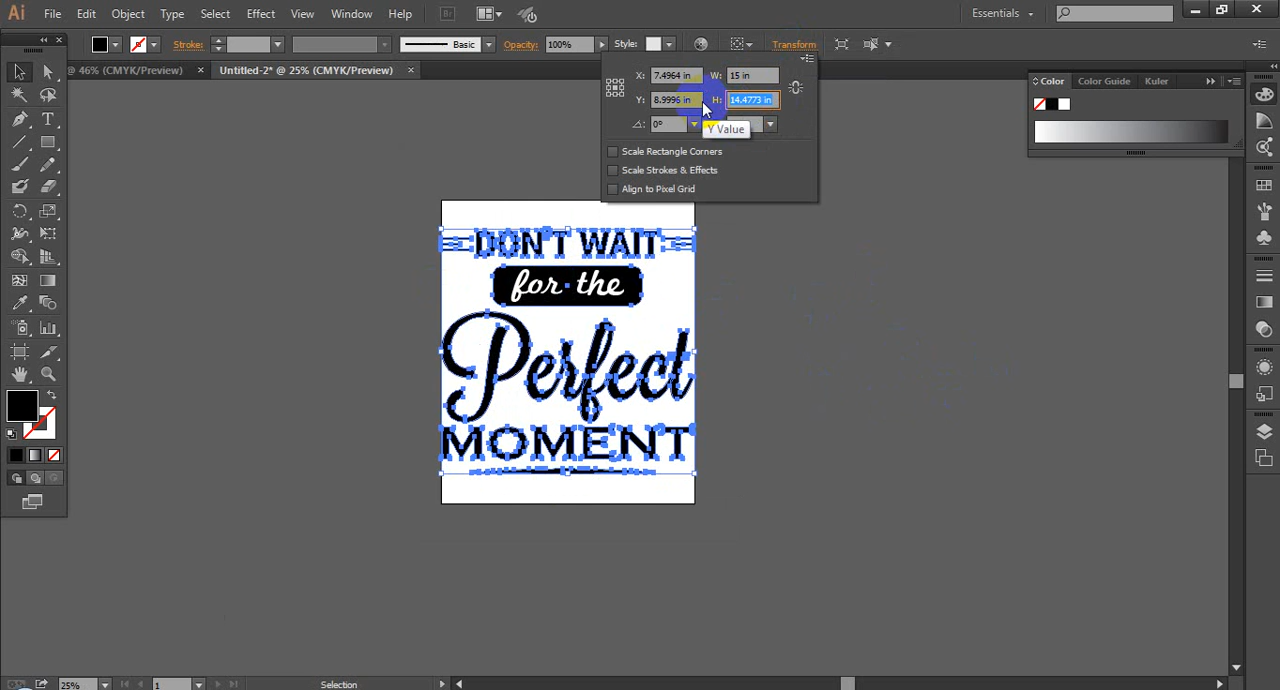 Ai File Edit Object Type Select Effect View Window Help Br Essentials
Stroke: Basic Opacity: 100% Style: Transform
@ 46% (CMYK/Preview) × Untitled-2* @ 25% (CMYK/Preview) ×
X: 7.4964 in W: 15 in
Y: 8.9996 in H: 14.4773 in
0° Y Value
Scale Rectangle Corners
Scale Strokes & Effects
Align to Pixel Grid
Color Color Guide Kuler
DON'T WAIT
for the
Perfect
MOMENT
25% 1 Selection